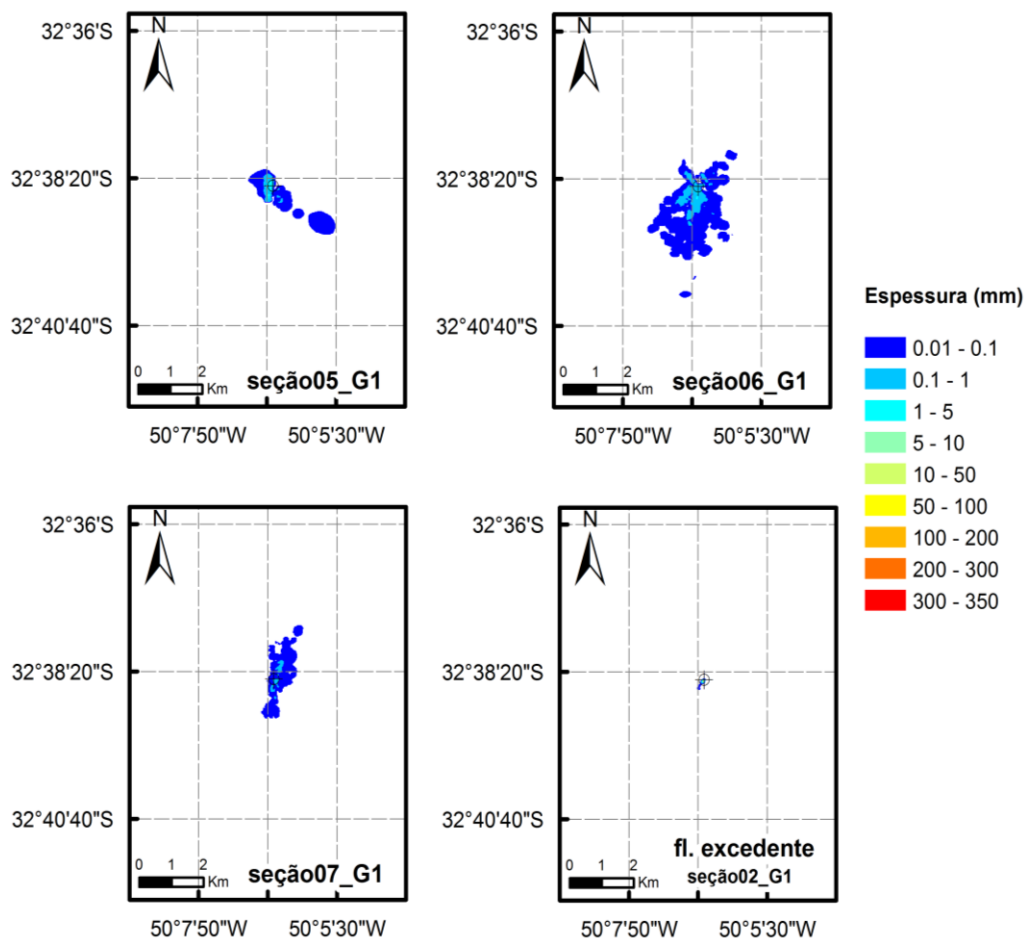 N
32°36'S
32°38'20"S
32°40'40"S
0 1 2
Km
seção05_G1
50°7'50"W
50°5'30"W
N
32°36'S
32°38'20"S
32°40'40"S
0 1 2
Km
seção06_G1
50°7'50"W
50°5'30"W
Espessura (mm)
0.01 - 0.1
0.1 - 1
1 - 5
5 - 10
10 - 50
50 - 100
100 - 200
200 - 300
300 - 350
N
32°36'S
32°38'20"S
32°40'40"S
0 1 2
Km
seção07_G1
50°7'50"W
50°5'30"W
N
32°36'S
32°38'20"S
32°40'40"S
fl. excedente
seção02_G1
0 1 2
Km
50°7'50"W
50°5'30"W